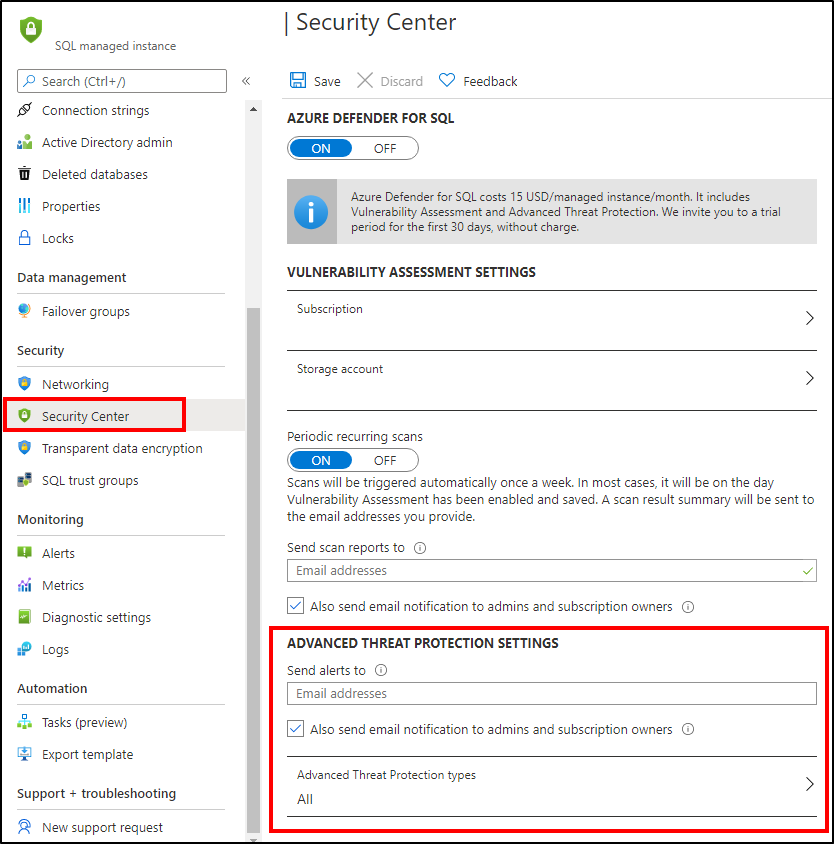 SQL managed instance
Search (Ctrl+/)
«
Connection strings
Active Directory admin
Deleted databases
Properties
Locks
Data management
Failover groups
Security
Networking
Security Center
Transparent data encryption
SQL trust groups
Monitoring
Alerts
Metrics
Diagnostic settings
Logs
Automation
Tasks (preview)
Export template
Support + troubleshooting
New support request
Security Center
Save
Discard
Feedback
AZURE DEFENDER FOR SQL
ON OFF
Azure Defender for SQL costs 15 USD/managed instance/month. It includes
Vulnerability Assessment and Advanced Threat Protection. We invite you to a trial
period for the first 30 days, without charge.
VULNERABILITY ASSESSMENT SETTINGS
Subscription
Storage account
Periodic recurring scans
ON OFF
Scans will be triggered automatically once a week. In most cases, it will be on the day
Vulnerability Assessment has been enabled and saved. A scan result summary will be sent to
the email addresses you provide.
Send scan reports to
Email addresses
Also send email notification to admins and subscription owners
ADVANCED THREAT PROTECTION SETTINGS
Send alerts to
Email addresses
Also send email notification to admins and subscription owners
Advanced Threat Protection types
All